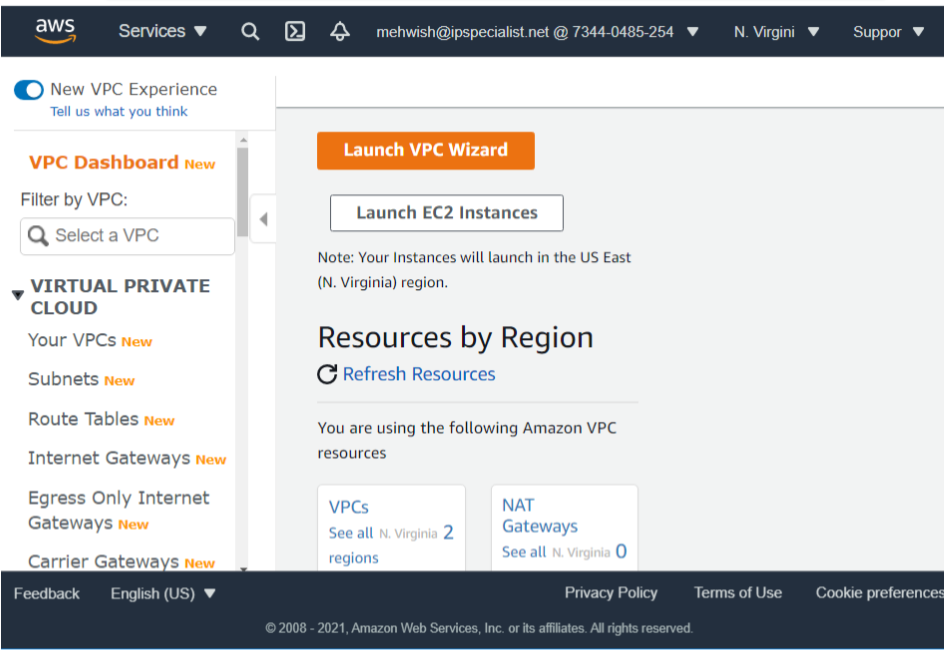 aws Services mehwish@ipspecialist.net @ 7344-0485-254 N. Virgini Suppor
New VPC Experience
Tell us what you think
VPC Dashboard New
Filter by VPC:
Select a VPC
VIRTUAL PRIVATE
CLOUD
Your VPCs New
Subnets New
Route Tables New
Internet Gateways New
Egress Only Internet
Gateways New
Carrier Gateways New
Launch VPC Wizard
Launch EC2 Instances
Note: Your Instances will launch in the US East
(N. Virginia) region.
Resources by Region
Refresh Resources
You are using the following Amazon VPC
resources
VPCs
See all N. Virginia 2
regions
NAT
Gateways
See all N. Virginia 0
Feedback English (US) Privacy Policy Terms of Use Cookie preferences
© 2008 - 2021, Amazon Web Services, Inc. or its affiliates. All rights reserved.